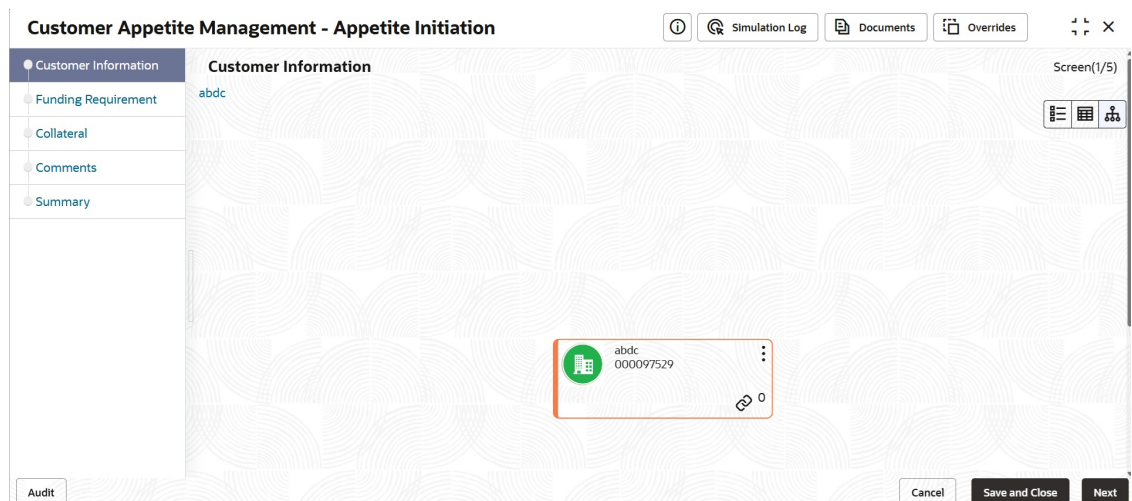 Customer Appetite Management - Appetite Initiation
Simulation Log
Documents
Overrides
Customer Information
Funding Requirement
Collateral
Comments
Summary
Customer Information
Screen(1/5)
abdc
abdc
000097529
0
Audit
Cancel
Save and Close
Next